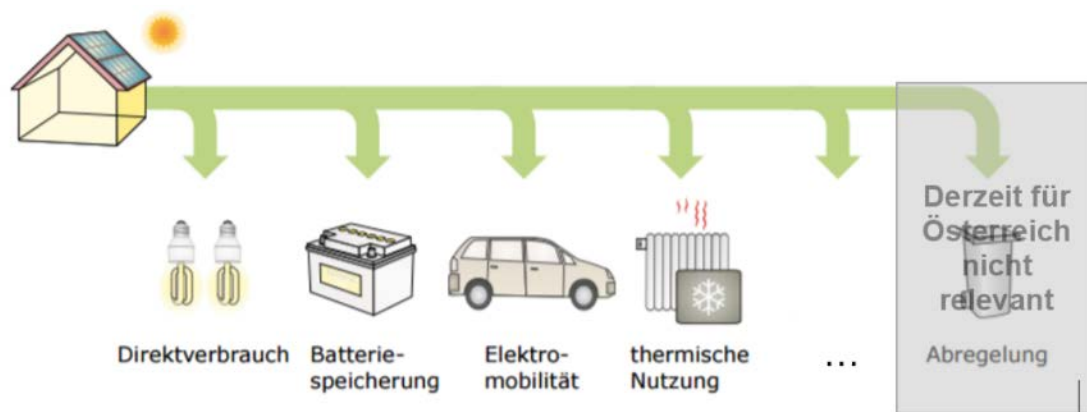 Derzeit für
Österreich
nicht
relevant
Direktverbrauch
Batterie-
speicherung
Elektro-
mobilität
thermische
Nutzung
...
Abregelung